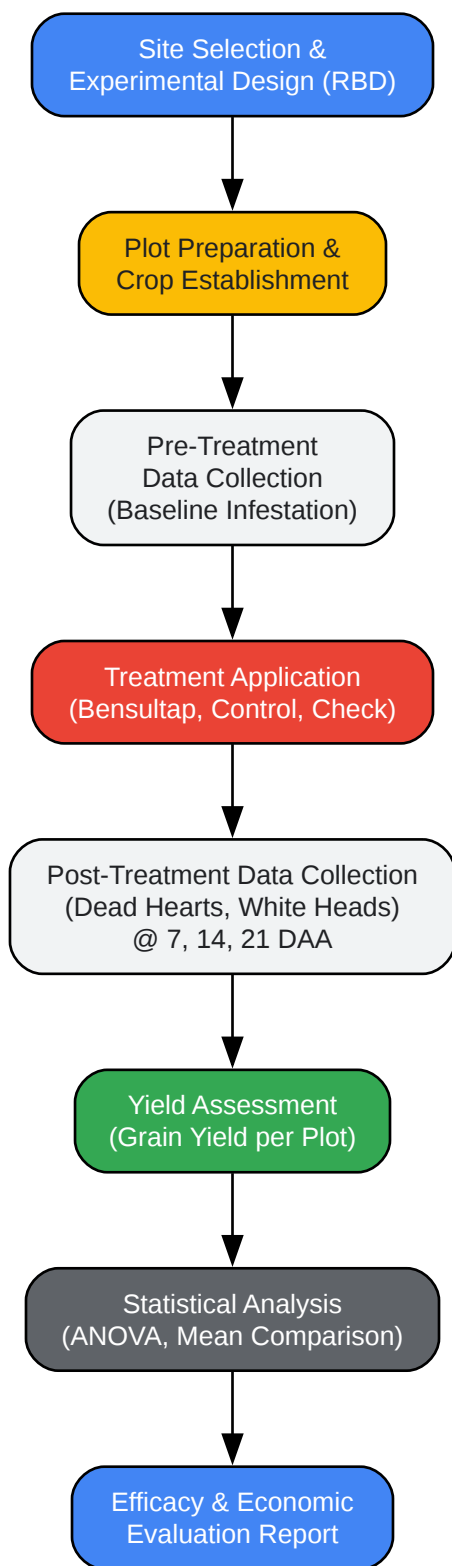 Site Selection &
Experimental Design (RBD)
Plot Preparation &
Crop Establishment
Pre-Treatment
Data Collection
(Baseline Infestation)
Treatment Application
(Bensultap, Control, Check)
Post-Treatment Data Collection
(Dead Hearts, White Heads)
@ 7, 14, 21 DAA
Yield Assessment
(Grain Yield per Plot)
Statistical Analysis
(ANOVA, Mean Comparison)
Efficacy & Economic
Evaluation Report